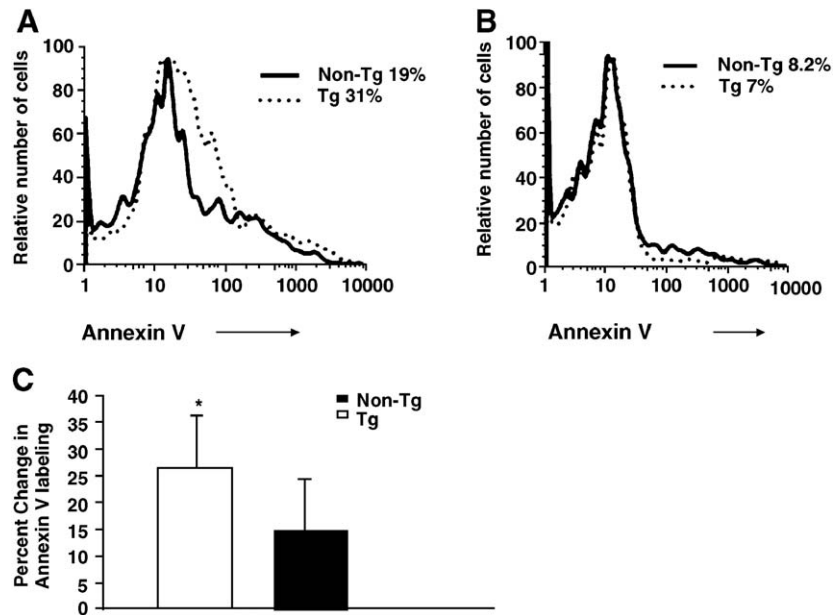 A
Relative number of cells
100
80
60
40
20
0
1
10
100
1000
10000
Non-Tg 19%
Tg 31%
Annexin V
B
Relative number of cells
100
80
60
40
20
0
1
10
100
1000
10000
Non-Tg 8.2%
Tg 7%
Annexin V
C
Percent Change in
Annexin V labeling
40
35
30
25
20
15
10
5
0
*
Non-Tg
Tg